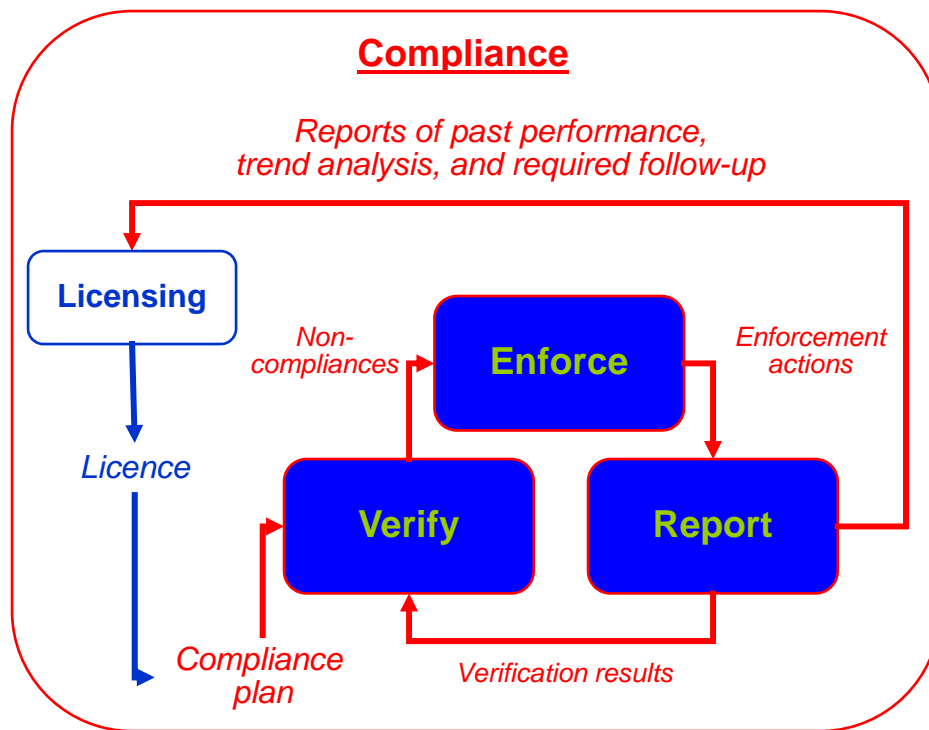 Compliance
Reports of past performance,
trend analysis, and required follow-up
Licensing
Non-
compliances
Enforce
Enforcement
actions
Licence
Verify
Report
Compliance
plan
Verification results